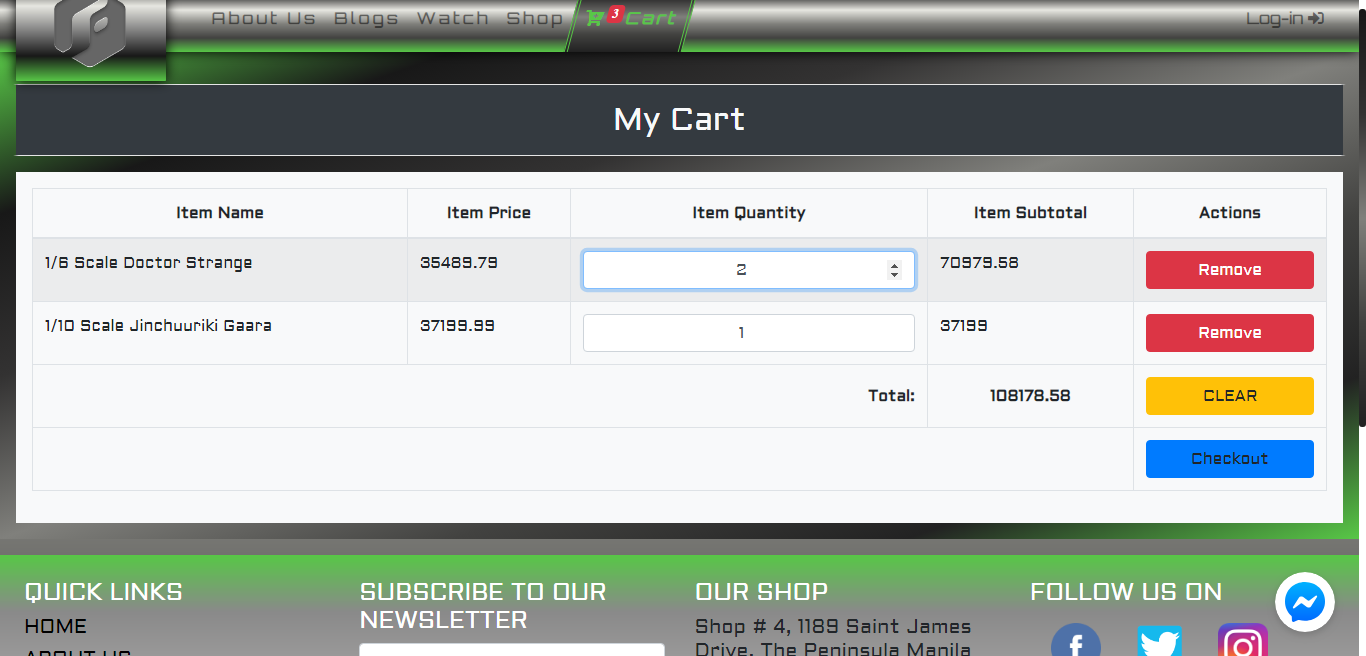 About Us Blogs Watch Shop 3 Cart Log-in
My Cart
Item Name Item Price Item Quantity Item Subtotal Actions
1/6 Scale Doctor Strange 35489.79 2 70979.58 Remove
1/10 Scale Jinchuuriki Gaara 37199.99 1 37199 Remove
Total: 108178.58 CLEAR
Checkout
QUICK LINKS
HOME
ABOUT US
SUBSCRIBE TO OUR
NEWSLETTER
OUR SHOP
Shop # 4, 1189 Saint James
Drive, The Peninsula Manila
FOLLOW US ON